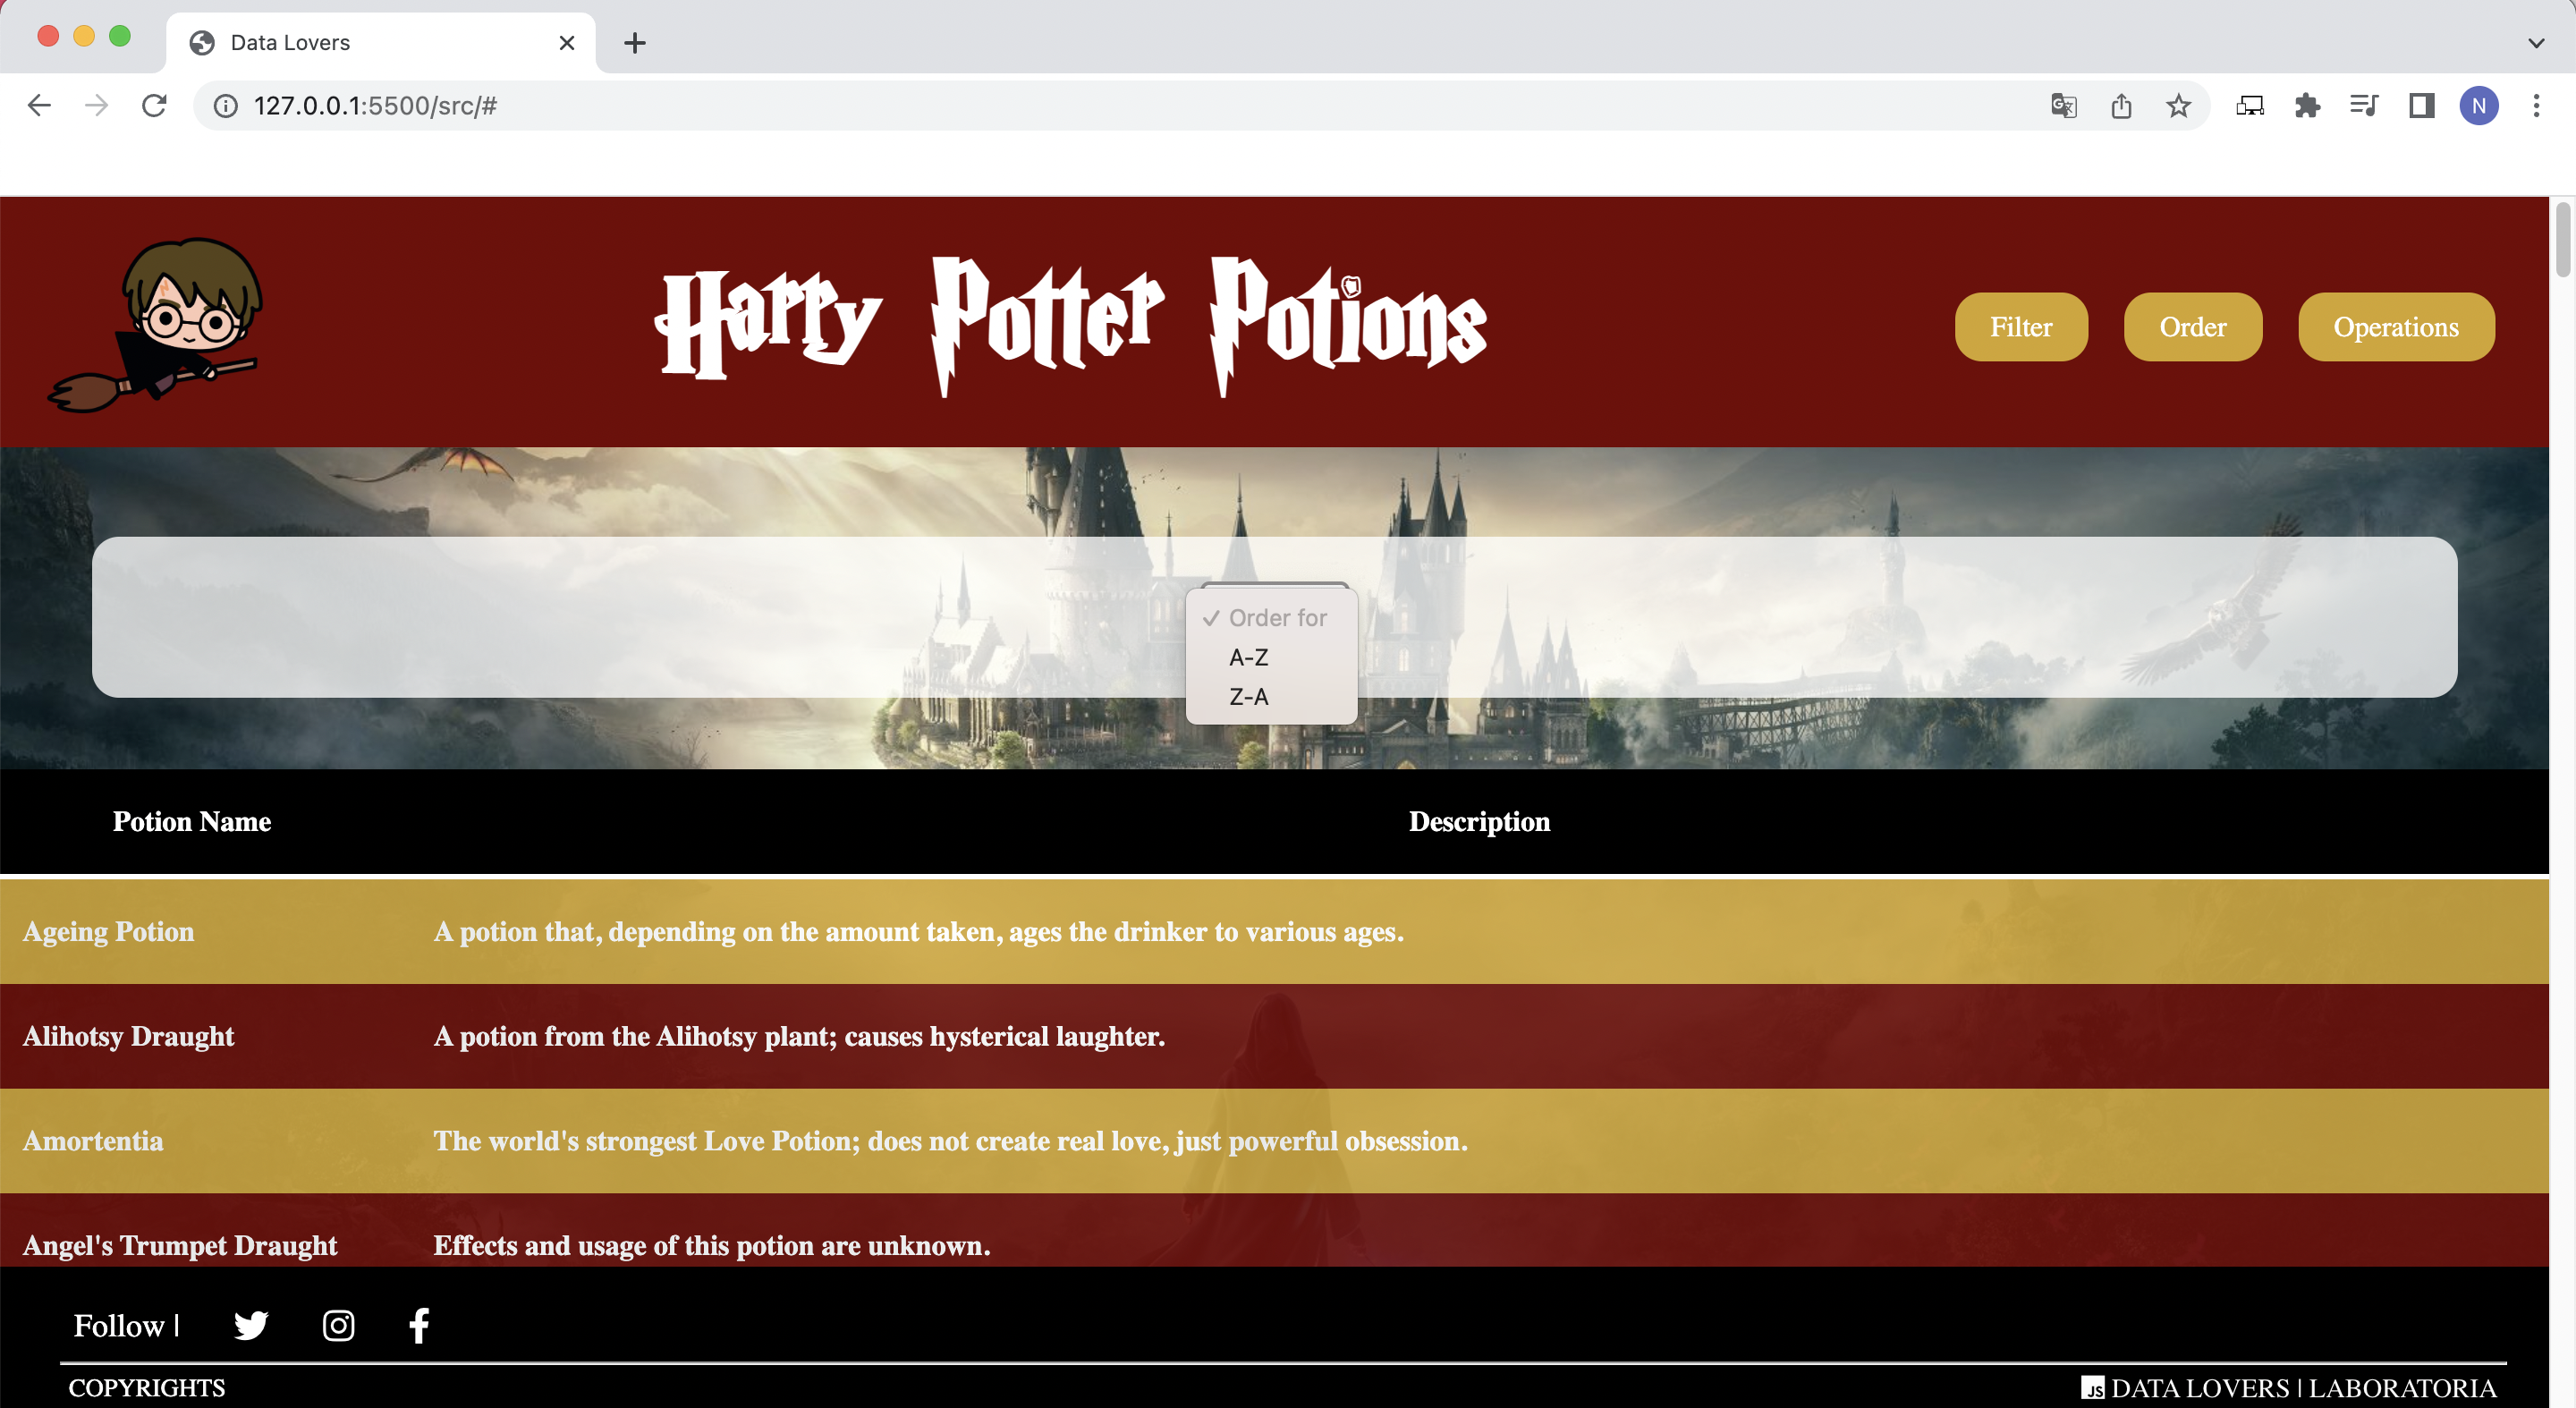 Data Lovers
127.0.0.1:5500/src/#
N
Harry Potter Potions
Filter
Order
Operations
✓ Order for
A-Z
Z-A
Potion Name Description
Ageing Potion A potion that, depending on the amount taken, ages the drinker to various ages.
Alihotsy Draught A potion from the Alihotsy plant; causes hysterical laughter.
Amortentia The world's strongest Love Potion; does not create real love, just powerful obsession.
Angel's Trumpet Draught Effects and usage of this potion are unknown.
Follow |
COPYRIGHTS
JS DATA LOVERS | LABORATORIA